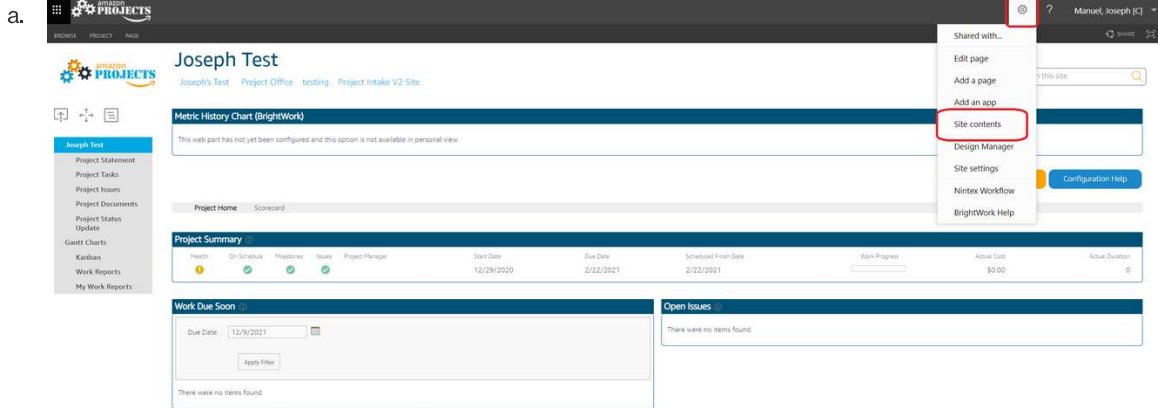 a.
amazon
PROJECTS
? Manuel, Joseph [C]
BROWSE PROJECT PAGE
SHARE
Shared with...
Edit page
Add a page
Add an app
Site contents
Design Manager
Site settings
Nintex Workflow
BrightWork Help
amazon
PROJECTS
Joseph Test
Joseph's Test Project Office testing Project Intake V2 Site
this site
Metric History Chart (BrightWork)
This web part has not yet been configured and this option is not available in personal view.
Configuration Help
Joseph Test
Project Statement
Project Tasks
Project Issues
Project Documents
Project Status
Update
Gantt Charts
Kanban
Work Reports
My Work Reports
Project Home Scorecard
Project Summary
Health On Schedule Milestones Issues Project Manager Start Date Due Date Scheduled Finish Date Work Progress Actual Cost Actual Duration
12/29/2020 2/22/2021 2/22/2021 $0.00 0
Work Due Soon
Due Date: 12/9/2021
Apply Filter
There were no items found.
Open Issues
There were no items found.